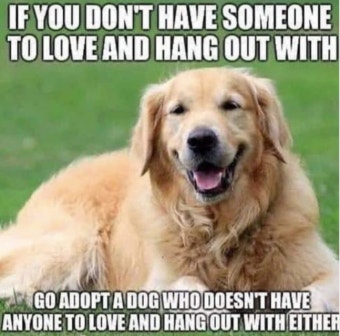 IF YOU DON'T HAVE SOMEONE
TO LOVE AND HANG OUT WITH
GO ADOPT A DOG WHO DOESN'T HAVE
ANYONE TO LOVE AND HANG OUT WITH EITHER